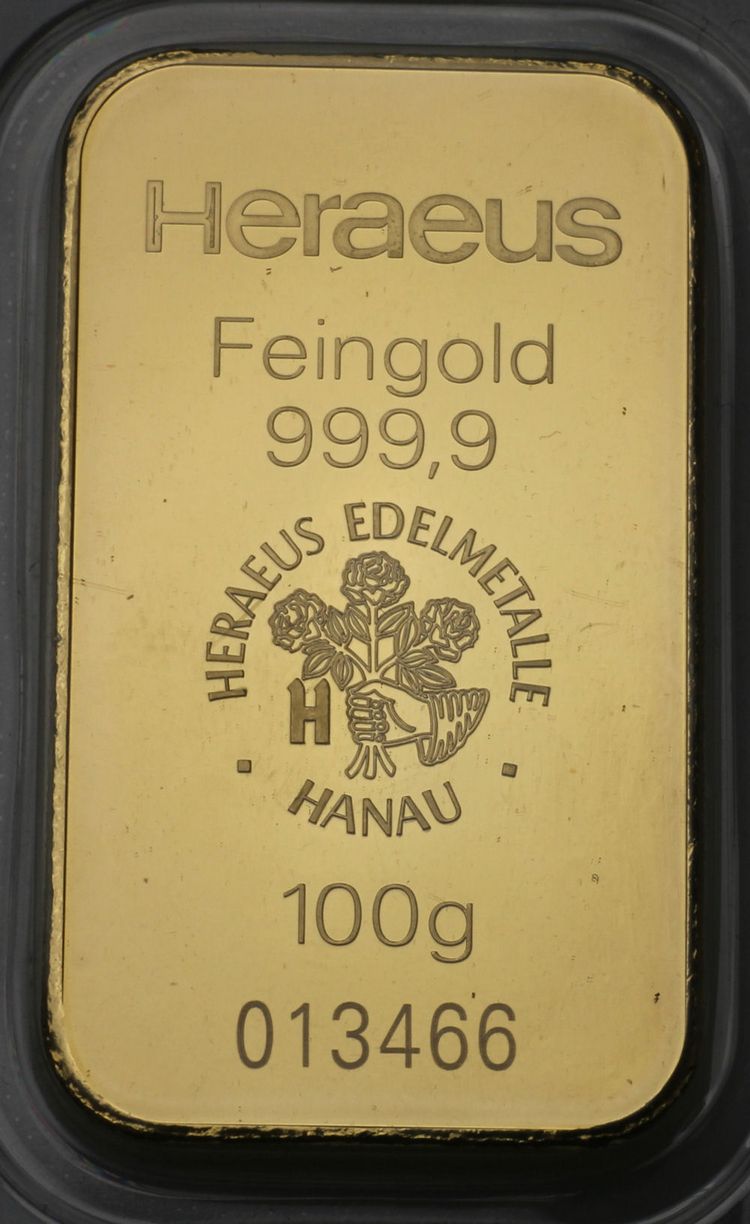 Heraeus
Feingold
999,9
HERAEUS EDELMETALLE
H
· HANAU ·
100g
013466